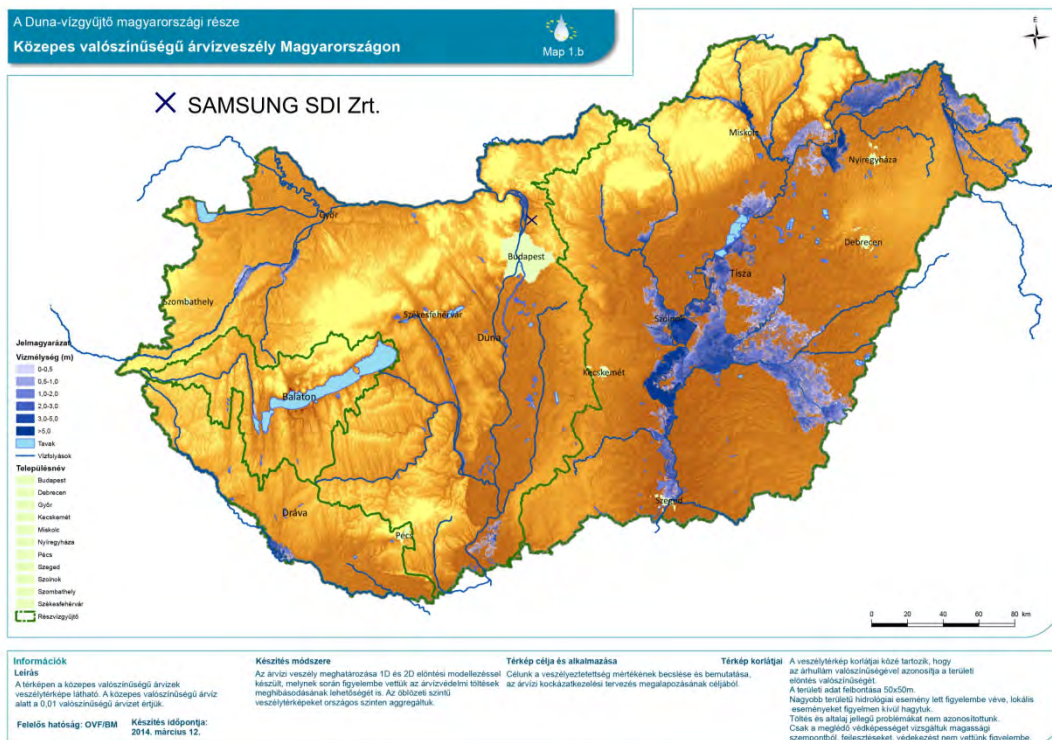 A Duna-vízgyűjtő magyarországi része
Közepes valószínűségű árvízveszély Magyarországon
Map 1.b
É
SAMSUNG SDI Zrt.
Miskolc
Nyíregyháza
Győr
Debrecen
Budapest
Tisza
Szombathely
Székesfehérvár
Szolnok
Duna
Kecskemét
Balaton
Szeged
Dráva
Pécs
Jelmagyarázat
Vízmélység (m)
0-0,5
0,5-1,0
1,0-2,0
2,0-3,0
3,0-5,0
>5,0
Tavak
Vízfolyások
Településnév
Budapest
Debrecen
Győr
Kecskemét
Miskolc
Nyíregyháza
Pécs
Szeged
Szolnok
Szombathely
Székesfehérvár
Részvízgyűjtő
0 20 40 60 80 km
Információk
Leírás
A térképen a közepes valószínűségű árvizek
veszélytérképe látható. A közepes valószínűségű árvíz
alatt a 0,01 valószínűségű árvizet értjük.
Felelős hatóság: OVF/BM
Készítés időpontja:
2014. március 12.
Készítés módszere
Az árvízi veszély meghatározása 1D és 2D elöntési modellezéssel
készült, melynek során figyelembe vettük az árvízvédelmi töltések
meghibásodásának lehetőségét is. Az öblözeti szintű
veszélytérképeket országos szinten aggregáltuk.
Térkép célja és alkalmazása
Célunk a veszélyeztetettség mértékének becslése és bemutatása,
az árvízi kockázatkezelési tervezés megalapozásának céljából.
Térkép korlátjai
A veszélytérkép korlátjai közé tartozik, hogy
az árhullám valószínűségével azonosítja a területi
elöntés valószínűségét.
A területi adat felbontása 50x50m.
Nagyobb területű hidrológiai esemény lett figyelembe véve, lokális
eseményeket figyelmen kívül hagytuk.
Töltés és altalaj jellegű problémákat nem azonosítottunk.
Csak a meglédő védképességet vizsgáltuk magassági
szempontból, fejlesztéseket, védekezést nem vettünk figyelembe.